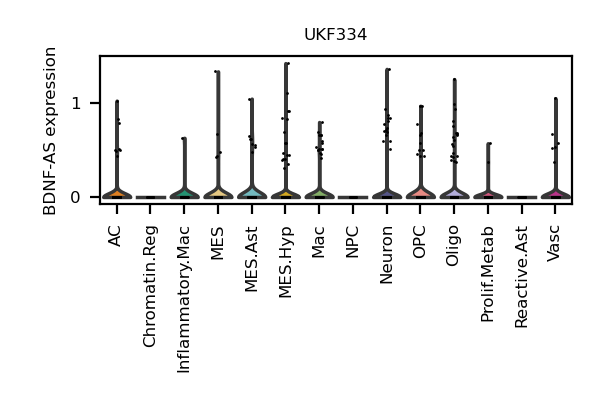 UKF334
BDNF-AS expression
1
0
AC
Chromatin.Reg
Inflammatory.Mac
MES
MES.Ast
MES.Hyp
Mac
NPC
Neuron
OPC
Oligo
Prolif.Metab
Reactive.Ast
Vasc